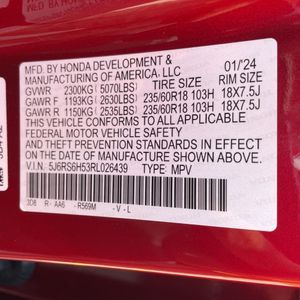 MFD. BY HONDA DEVELOPMENT & 01/'24
MANUFACTURING OF AMERICA, LLC
GVWR 2300KG (5070LBS) TIRE SIZE RIM SIZE
GAWR F 1193KG (2630LBS) 235/60R18 103H 18X7.5J
GAWR R 1150KG (2535LBS) 235/60R18 103H 18X7.5J
THIS VEHICLE CONFORMS TO ALL APPLICABLE
FEDERAL MOTOR VEHICLE SAFETY, BUMPER,
AND THEFT PREVENTION STANDARDS IN EFFECT
ON THE DATE OF MANUFACTURE SHOWN ABOVE.
V.I.N.: 5J6RS6H53RL026439 TYPE: MPV
3D8 R- AA6 -R569M -V-L